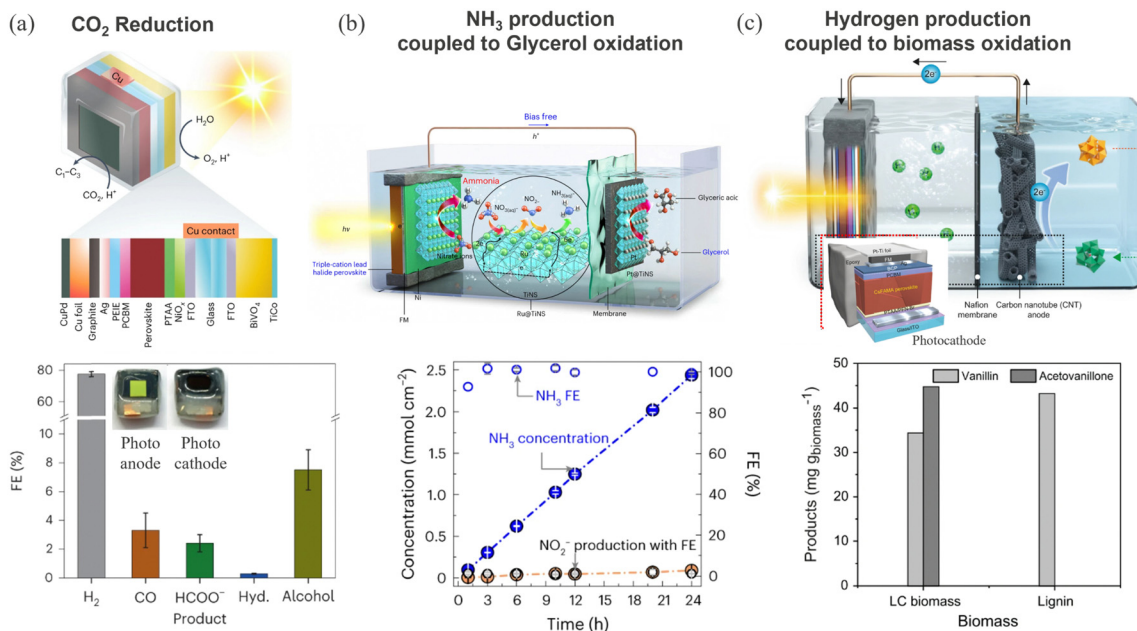 (a)
CO₂ Reduction
Cu
H₂O
O₂, H⁺
C₁–C₃
CO₂, H⁺
Cu contact
CuPd
Cu foil
Graphite
Ag
PEIE
PCBM
Perovskite
PTAA
NiOₓ
FTO
Glass
FTO
BiVO₄
TiCo
FE (%)
80
60
8
6
4
2
0
Photo
anode
Photo
cathode
H₂
CO
HCOO⁻
Hyd.
Alcohol
Product
(b)
NH₃ production
coupled to Glycerol oxidation
Bias free
h⁺
Ammonia
hν
Nitrate ions
Triple-cation lead
halide perovskite
Ni
FM
NO₂⁻
Ru
TiNS
Ru@TiNS
Pt
Pt@TiNS
Membrane
Glyceric acid
Glycerol
Concentration (mmol cm⁻²)
2.5
2.0
1.5
1.0
0.5
0
100
80
60
40
20
0
FE (%)
NH₃ FE
NH₃ concentration
NO₂⁻ production with FE
0
3
6
9
12
15
18
21
24
Time (h)
(c)
Hydrogen production
coupled to biomass oxidation
2e⁻
2e⁻
Pt-Ti foil
Epoxy
FM
BCP
PCBM
Glass/ITO
Photocathode
Nafion
membrane
Carbon nanotube (CNT)
anode
Products (mg g_biomass⁻¹)
50
40
30
20
10
0
Vanillin
Acetovanillone
LC biomass
Lignin
Biomass